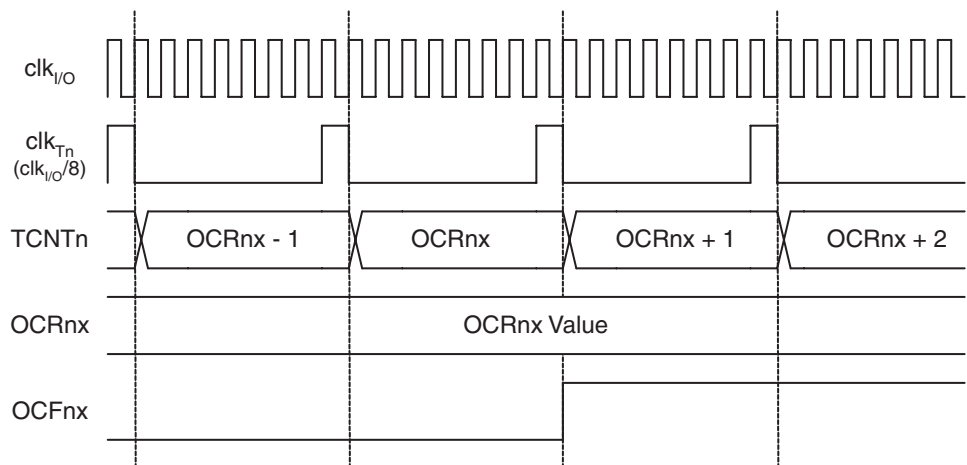 clkI/O
clkTn
(clkI/O/8)
TCNTn OCRnx - 1 OCRnx OCRnx + 1 OCRnx + 2
OCRnx OCRnx Value
OCFnx